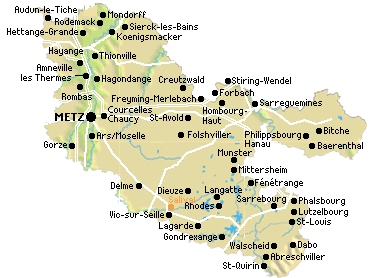 Audun-le-Tiche
Mondorff
Rodemack
Sierck-les-Bains
Hettange-Grande
Koenigsmacker
Hayange
Thionville
Amneville
les Thermes
Hagondange
Creutzwald
Stiring-Wendel
Rombas
Forbach
Freyming-Merlebach
Sarreguemines
Hombourg-
Haut
METZ
Courcelles
Chaucy
St-Avold
Bitche
Ars/Moselle
Folshviller
Philippsbourg
Hanau
Baerenthal
Gorze
Munster
Mittersheim
Fénétrange
Delme
Dieuze
Langatte
Salival
Sarrebourg
Phalsbourg
Rhodes
Lutzelbourg
Vic-sur-Seille
St-Louis
Lagarde
Gondrexange
Walscheid
Dabo
Abreschviller
St-Quirin